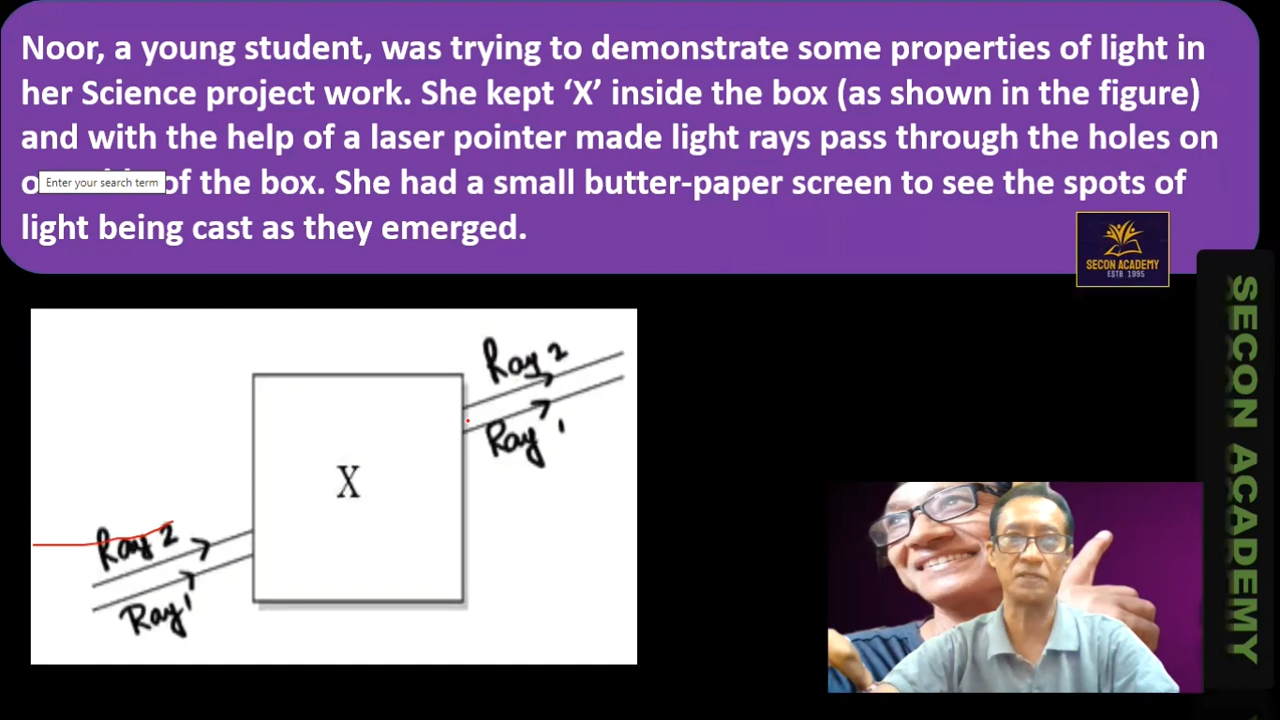 Noor, a young student, was trying to demonstrate some properties of light in
her Science project work. She kept ‘X’ inside the box (as shown in the figure)
and with the help of a laser pointer made light rays pass through the holes on
Enter your search term
of the box. She had a small butter-paper screen to see the spots of
light being cast as they emerged.
SECON ACADEMY
ESTB 1995
SECON ACADEMY
Ray 2
Ray 1
X
Ray 2
Ray 1